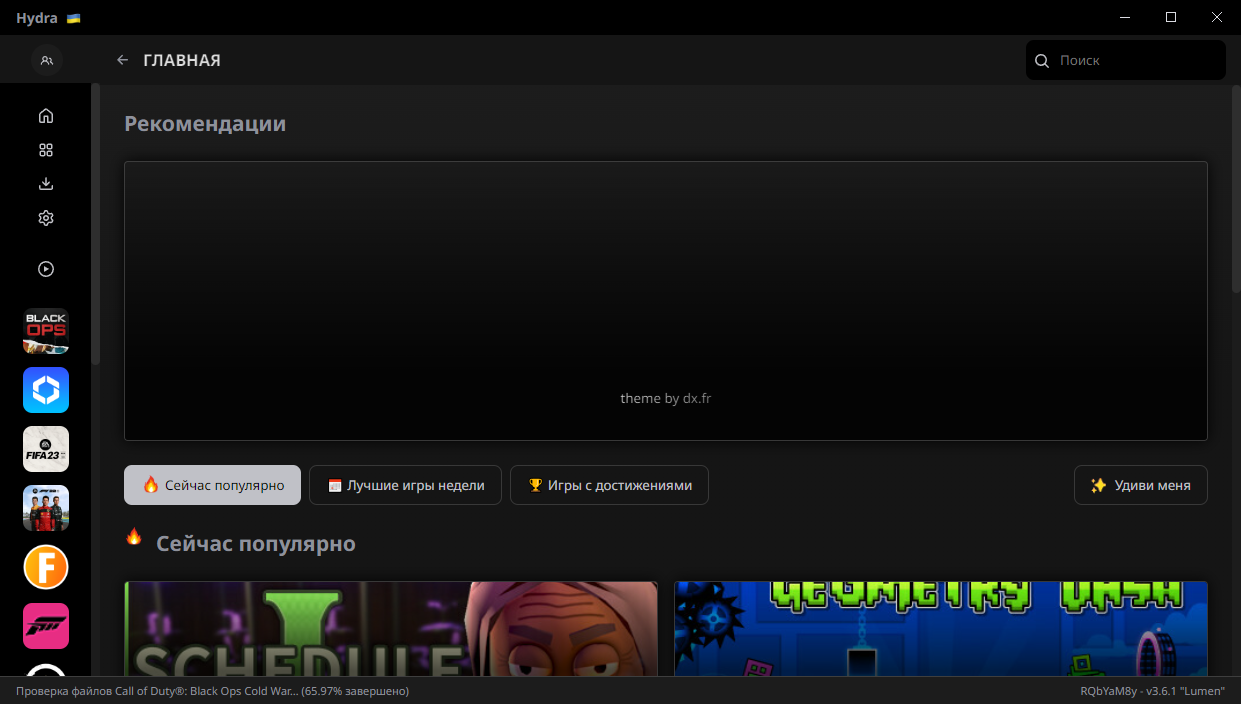 Hydra
ГЛАВНАЯ
Поиск
Рекомендации
theme by dx.fr
Сейчас популярно
Лучшие игры недели
Игры с достижениями
Удиви меня
Сейчас популярно
BLACK
OPS
FIFA 23
F
SCHEDULE
I
GEOMETRY DASH
Проверка файлов Call of Duty®: Black Ops Cold War... (65.97% завершено)
RQbYaM8y - v3.6.1 "Lumen"